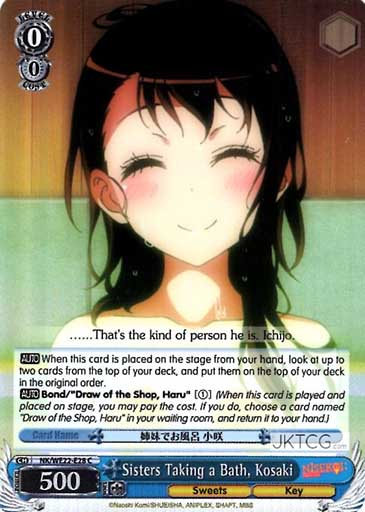 LEVEL
0
0
COST
......That's the kind of person he is. Ichijo.
AUTO When this card is placed on the stage from your hand, look at up to
two cards from the top of your deck, and put them on the top of your deck
in the original order.
AUTO Bond/"Draw of the Shop, Haru" [①] (When this card is played
and placed on stage, you may pay the cost. If you do, choose a card named
"Draw of the Shop, Haru" in your waiting room, and return it to your hand.)
Card Name 姉妹でお風呂 小咲
JKTCG.com
CH NK/WE22-E28 C
Sisters Taking a Bath, Kosaki
NISEKOI
POWER 500
Sweets Key
©Naoshi Komi/SHUEISHA, ANIPLEX, SHAFT, MBS